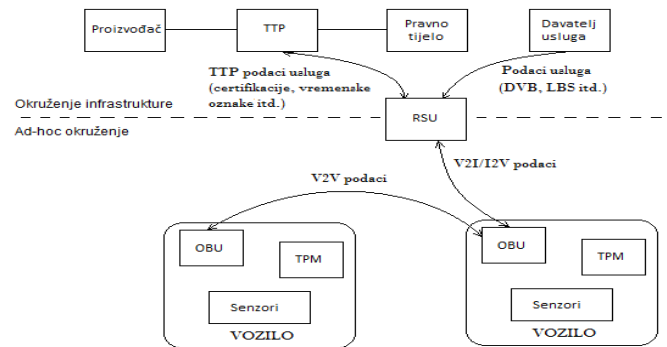 Proizvođač
TTP
Pravno
tijelo
Davatelj
usluga
TTP podaci usluga
(certifikacije, vremenske
oznake itd.)
Podaci usluga
(DVB, LBS itd.)
Okruženje infrastrukture
RSU
Ad-hoc okruženje
V2I/I2V podaci
V2V podaci
OBU
TPM
Senzori
VOZILO
OBU
TPM
Senzori
VOZILO